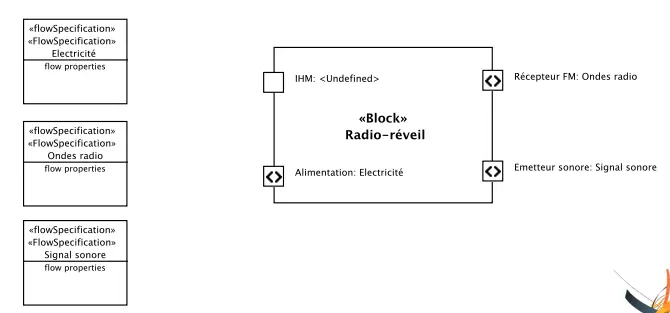 «flowSpecification»
«FlowSpecification»
Electricité
flow properties
«flowSpecification»
«FlowSpecification»
Ondes radio
flow properties
«flowSpecification»
«FlowSpecification»
Signal sonore
flow properties
IHM: <Undefined>
Récepteur FM: Ondes radio
«Block»
Radio-réveil
Alimentation: Electricité
Emetteur sonore: Signal sonore